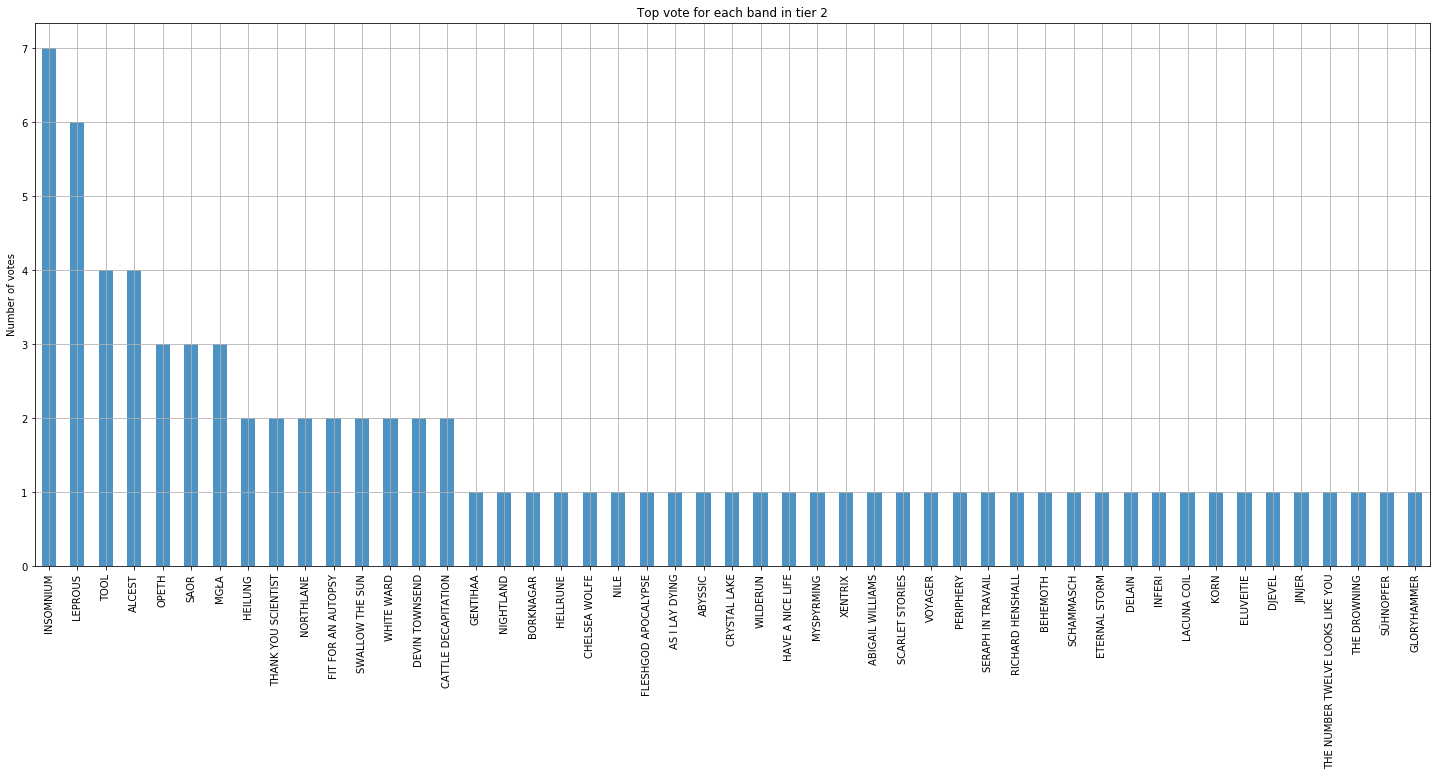 Top vote for each band in tier 2
Number of votes
7
6
5
4
3
2
1
0
INSOMNIUM
LEPROUS
TOOL
ALCEST
OPETH
SAOR
MGŁA
HEILUNG
THANK YOU SCIENTIST
NORTHLANE
FIT FOR AN AUTOPSY
SWALLOW THE SUN
WHITE WARD
DEVIN TOWNSEND
CATTLE DECAPITATION
GENTIHAA
NIGHTLAND
BORKNAGAR
HELLRUNE
CHELSEA WOLFE
NILE
FLESHGOD APOCALYPSE
AS I LAY DYING
ABYSSIC
CRYSTAL LAKE
WILDERUN
HAVE A NICE LIFE
MYSPYRMING
XENTRIX
ABIGAIL WILLIAMS
SCARLET STORIES
VOYAGER
PERIPHERY
SERAPH IN TRAVAIL
RICHARD HENSHALL
BEHEMOTH
SCHAMMASCH
ETERNAL STORM
DELAIN
INFERI
LACUNA COIL
KORN
ELUVEITIE
DJEVEL
JINJER
THE NUMBER TWELVE LOOKS LIKE YOU
THE DROWNING
SÜHNOPFER
GLORYHAMMER